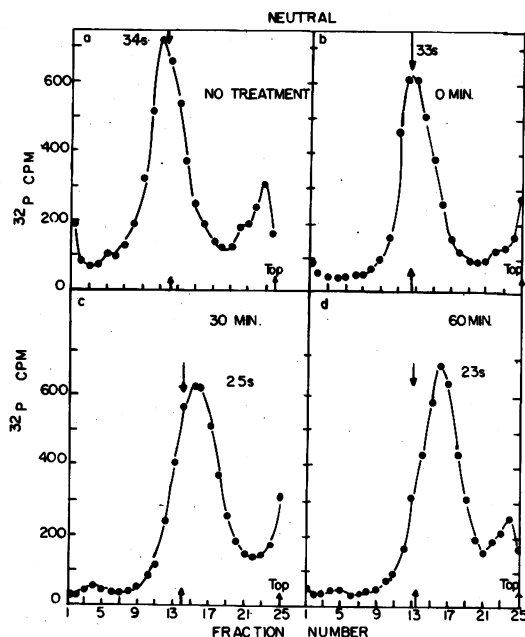 NEUTRAL
a
34s
NO TREATMENT
600
400
200
0
Top
b
33s
0 MIN.
Top
32P CPM
c
30 MIN.
25s
600
400
200
0
Top
1 5 9 13 17 21 25
d
60MIN.
23s
Top
1 5 9 13 17 21 25
32P CPM
FRACTION NUMBER